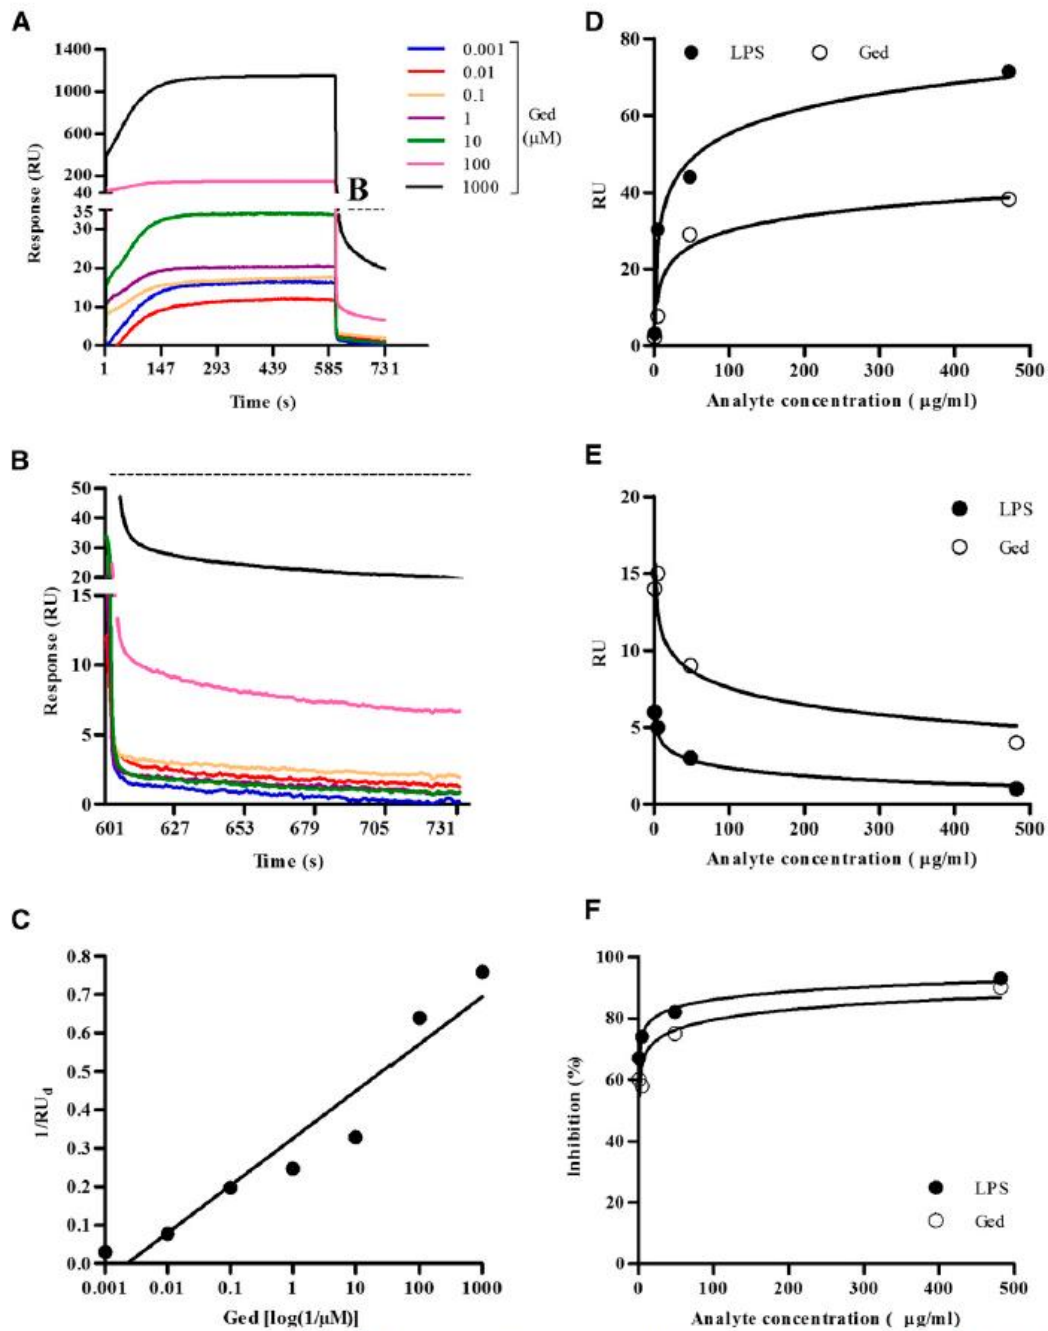 A
Response (RU)
1400
1000
600
200
40
35
30
20
10
0
1 147 293 439 585 731
Time (s)
B
0.001
0.01
0.1
1
10
100
1000
Ged
(μM)
D
LPS Ged
RU
80
60
40
20
0
0 100 200 300 400 500
Analyte concentration ( μg/ml)
B
Response (RU)
50
40
30
20
15
10
5
0
601 627 653 679 705 731
Time (s)
E
RU
20
15
10
5
0
LPS
Ged
0 100 200 300 400 500
Analyte concentration ( μg/ml)
C
1/RUd
0.8
0.7
0.6
0.5
0.4
0.3
0.2
0.1
0.0
0.001 0.01 0.1 1 10 100 1000
Ged [log(1/μM)]
F
Inhibition (%)
100
80
60
40
20
0
LPS
Ged
0 100 200 300 400 500
Analyte concentration ( μg/ml)